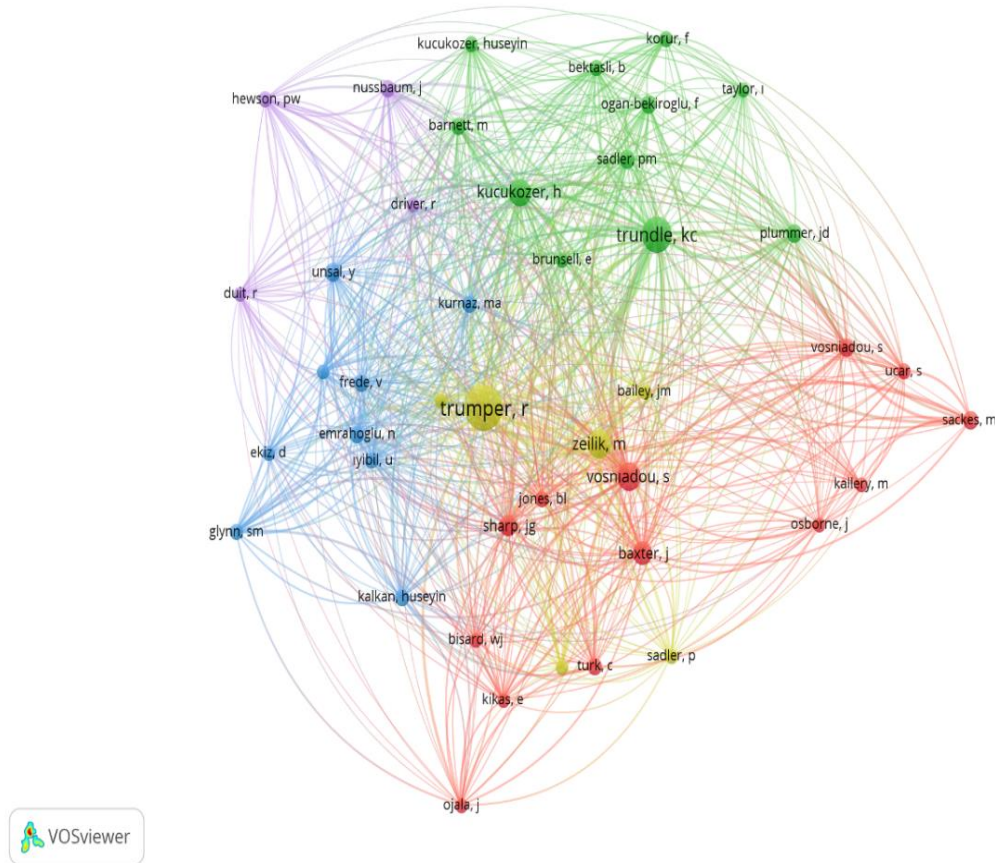 korur, f
kucukozer, huseyin
bektasli, b
nussbaum, j
taylor, ı
hewson, pw
ogan-bekiroglu, f
barnett, m
sadler, pm
kucukozer, h
driver, r
trundle, kc
plummer, jd
brunsell, e
unsal, y
duit, r
kurnaz, ma
vosniadou, s
ucar, s
frede, v
bailey, jm
trumper, r
sackes, m
emrahoglu, n
zeilik, m
ekiz, d
ıyibil, u
vosniadou, s
kallery, m
jones, bl
sharp, jg
osborne, j
glynn, sm
baxter, j
kalkan, huseyin
bisard, wj
sadler, p
turk, c
kikas, e
ojala, j
VOSviewer